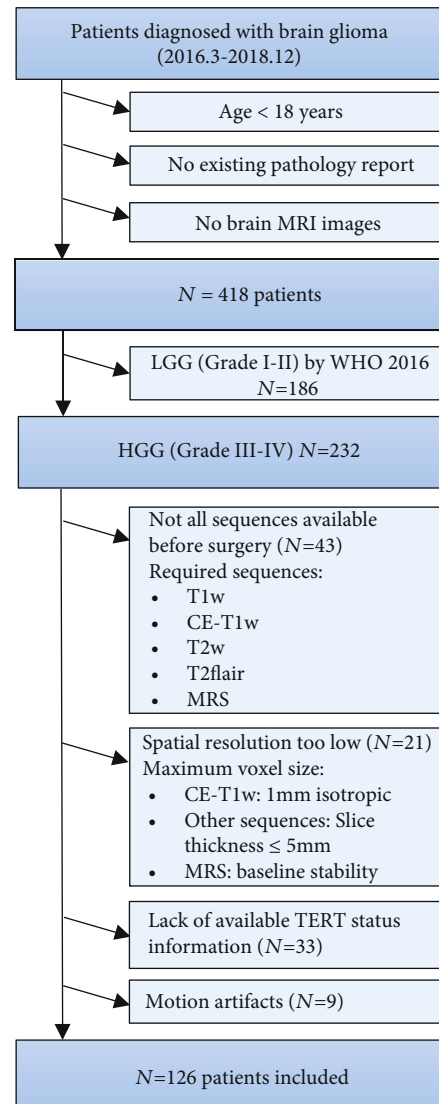 Patients diagnosed with brain glioma
(2016.3-2018.12)
Age < 18 years
No existing pathology report
No brain MRI images
N = 418 patients
LGG (Grade I-II) by WHO 2016
N=186
HGG (Grade III-IV) N=232
Not all sequences available
before surgery (N=43)
Required sequences:
• T1w
• CE-T1w
• T2w
• T2flair
• MRS
Spatial resolution too low (N=21)
Maximum voxel size:
• CE-T1w: 1mm isotropic
• Other sequences: Slice
thickness ≤ 5mm
• MRS: baseline stability
Lack of available TERT status
information (N=33)
Motion artifacts (N=9)
N=126 patients included